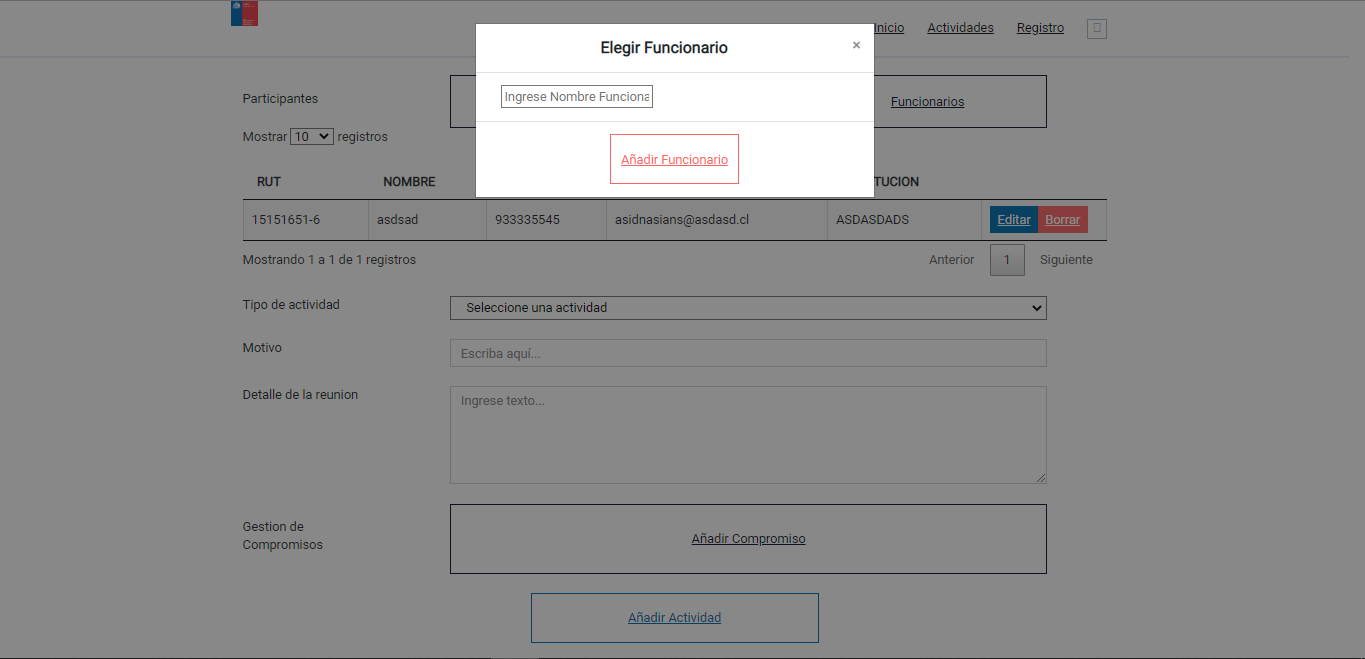 Inicio Actividades Registro
Elegir Funcionario ×
Ingrese Nombre Funciona
Añadir Funcionario
Participantes
Funcionarios
Mostrar 10 registros
RUT NOMBRE TUCION
15151651-6 asdsad 933335545 asidnasians@asdasd.cl ASDASDADS Editar Borrar
Mostrando 1 a 1 de 1 registros Anterior 1 Siguiente
Tipo de actividad Seleccione una actividad
Motivo Escriba aquí...
Detalle de la reunion Ingrese texto...
Gestion de
Compromisos
Añadir Compromiso
Añadir Actividad